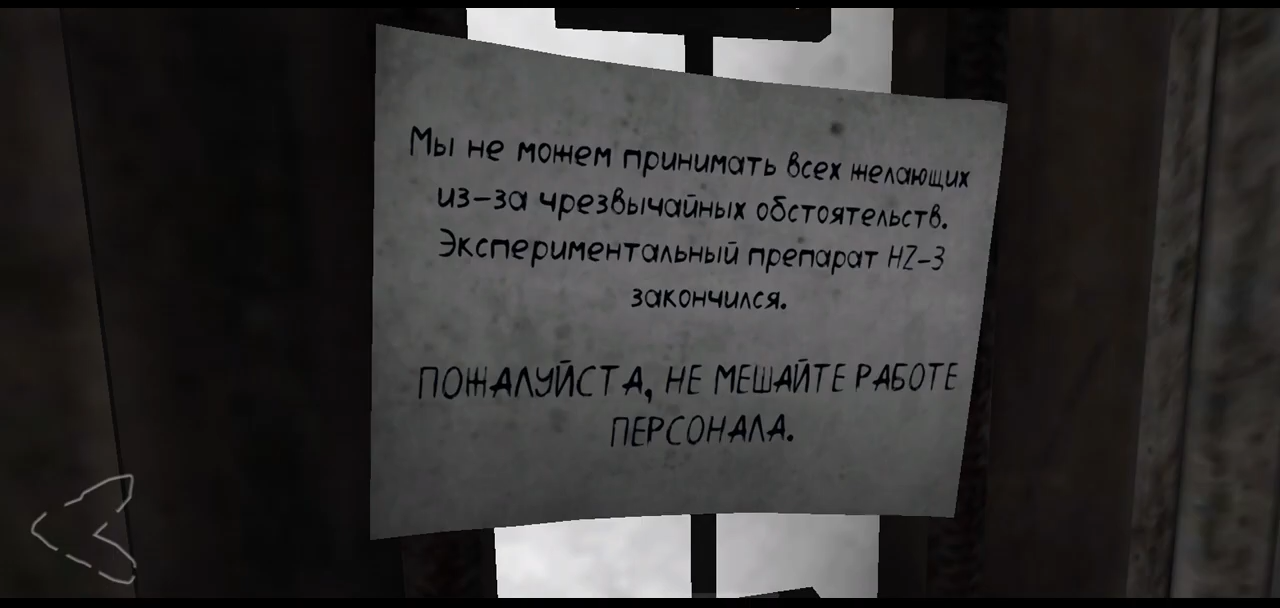 Мы не можем принимать всех желающих
из-за чрезвычайных обстоятельств.
Экспериментальный препарат HZ-3
закончился.
ПОЖАЛУЙСТА, НЕ МЕШАЙТЕ РАБОТЕ
ПЕРСОНАЛА.